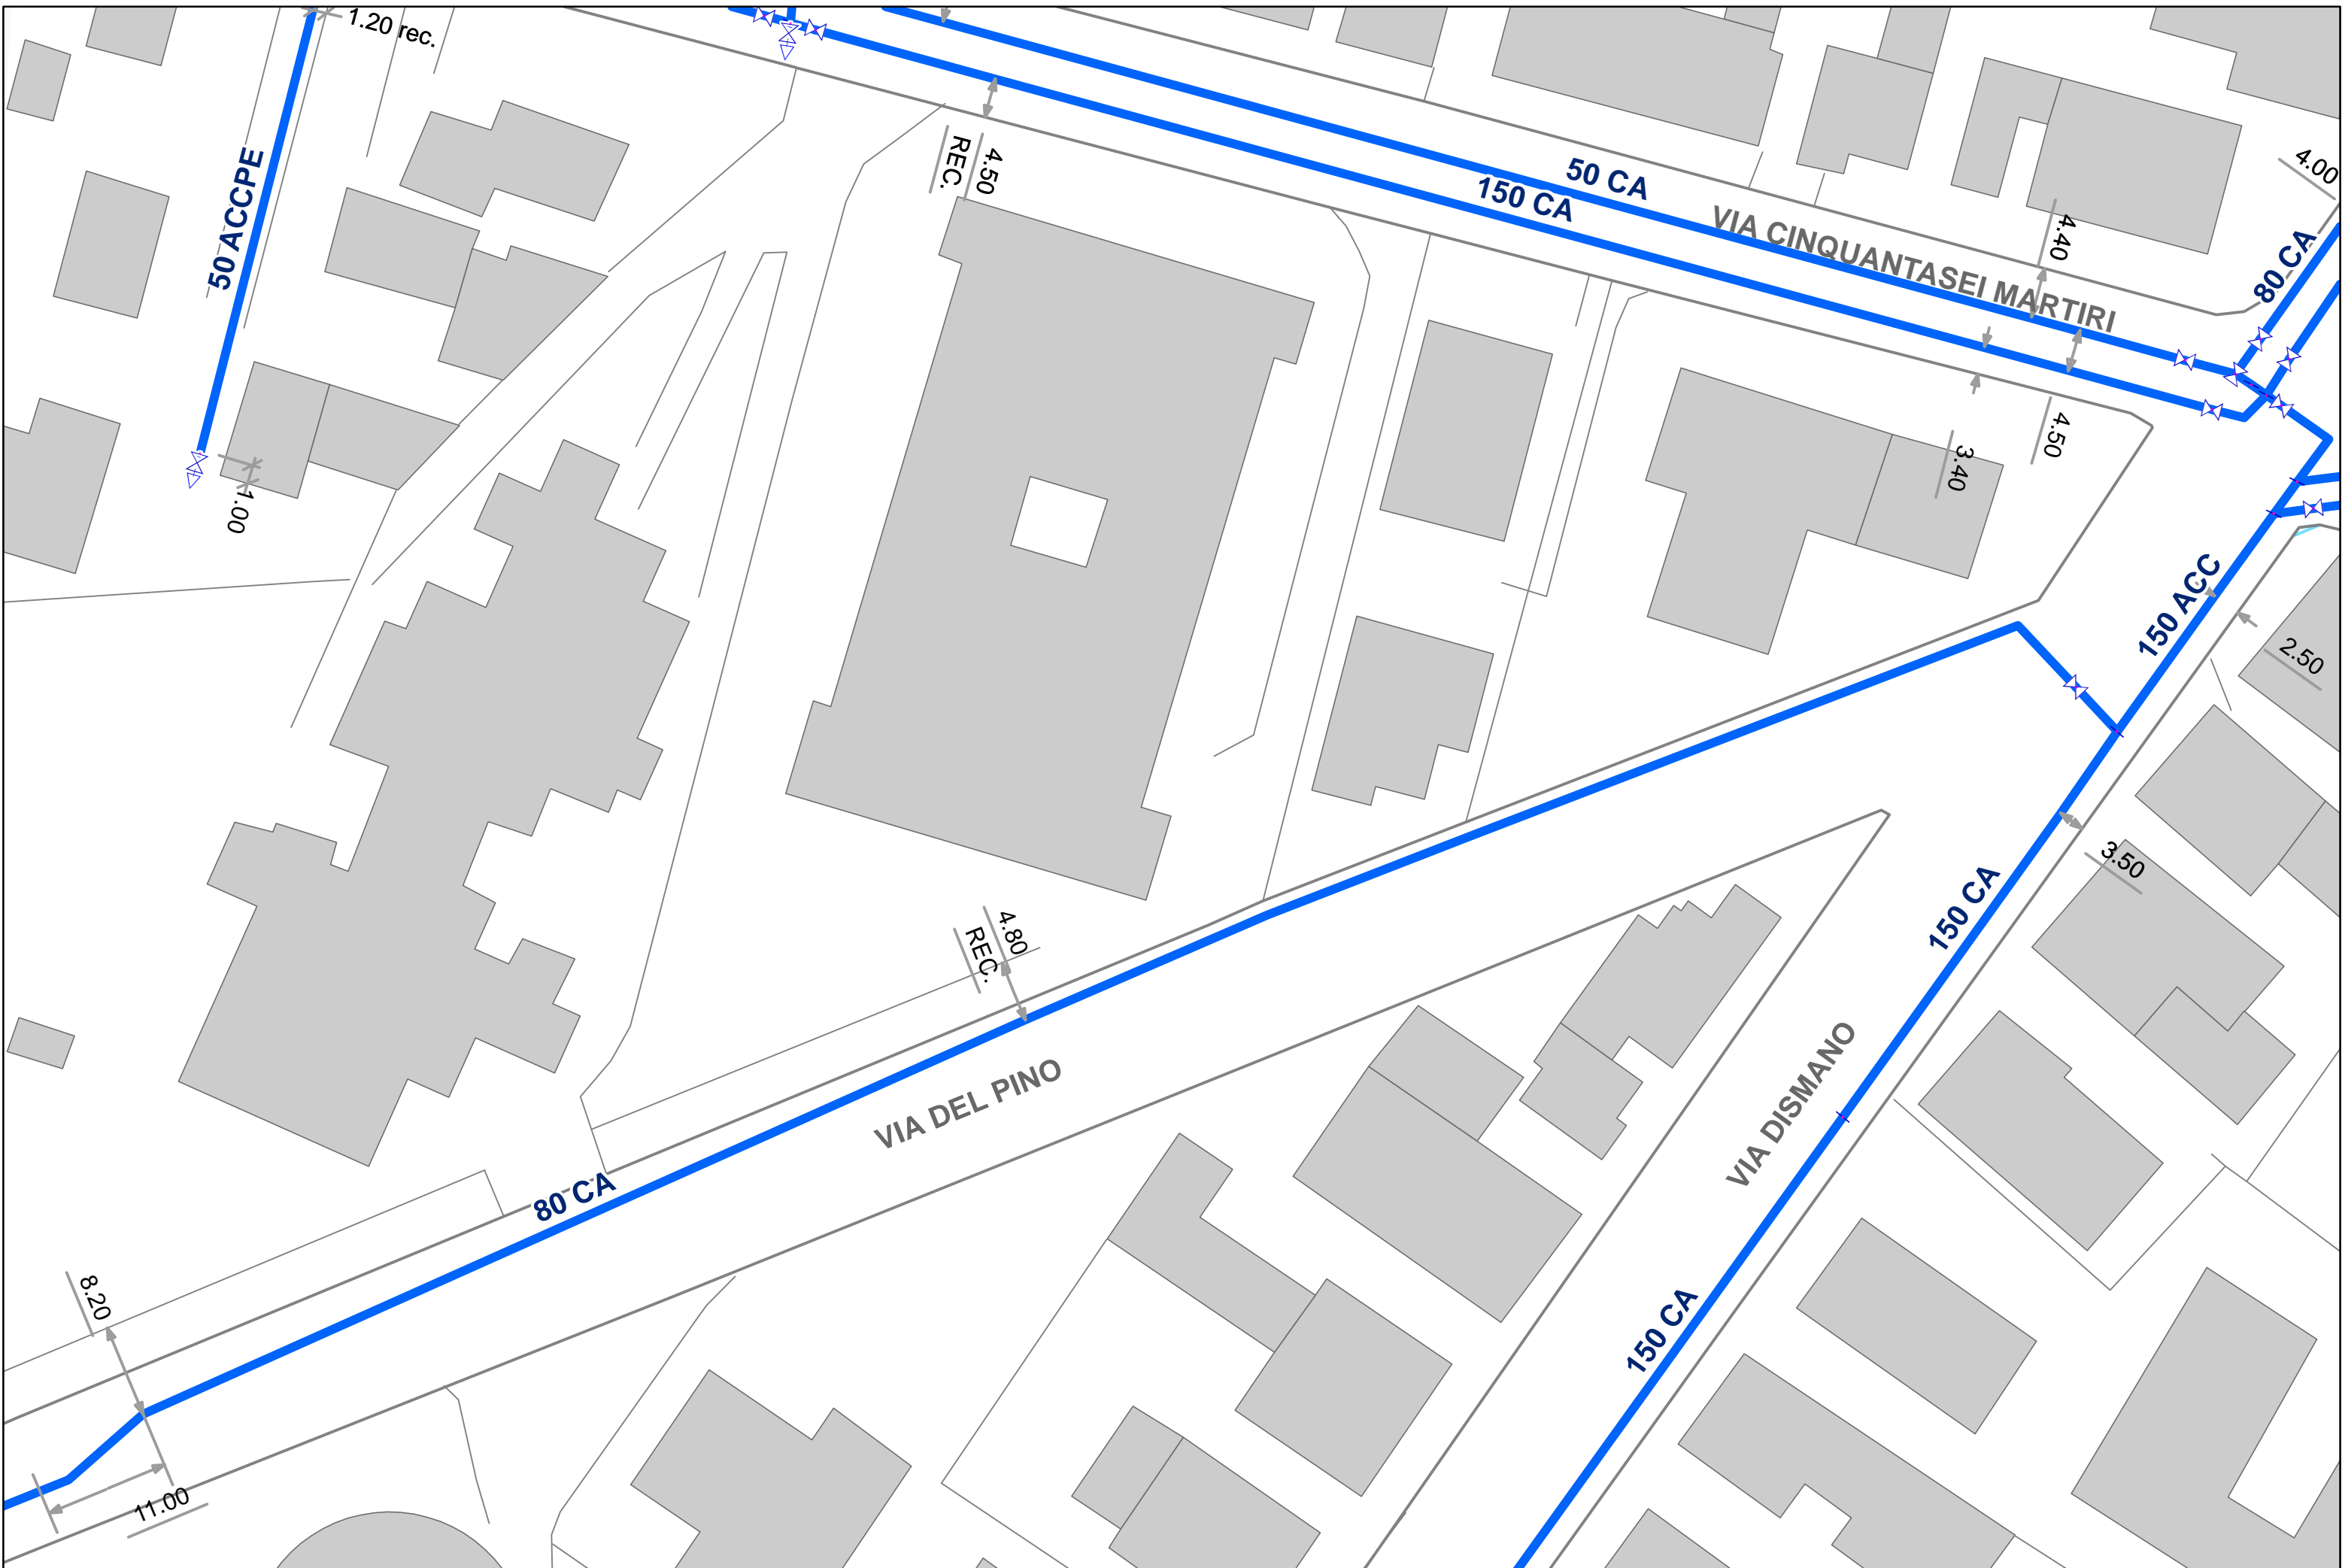 1.20 rec.
50 ACCPE
1.00
4.50
REC.
50 CA
150 CA
VIA CINQUANTASEI MARTIRI
4.40
4.00
80 CA
4.50
3.40
150 ACC
2.50
3.50
150 CA
4.80
REC.
VIA DEL PINO
VIA DISMANO
80 CA
150 CA
8.20
11.00